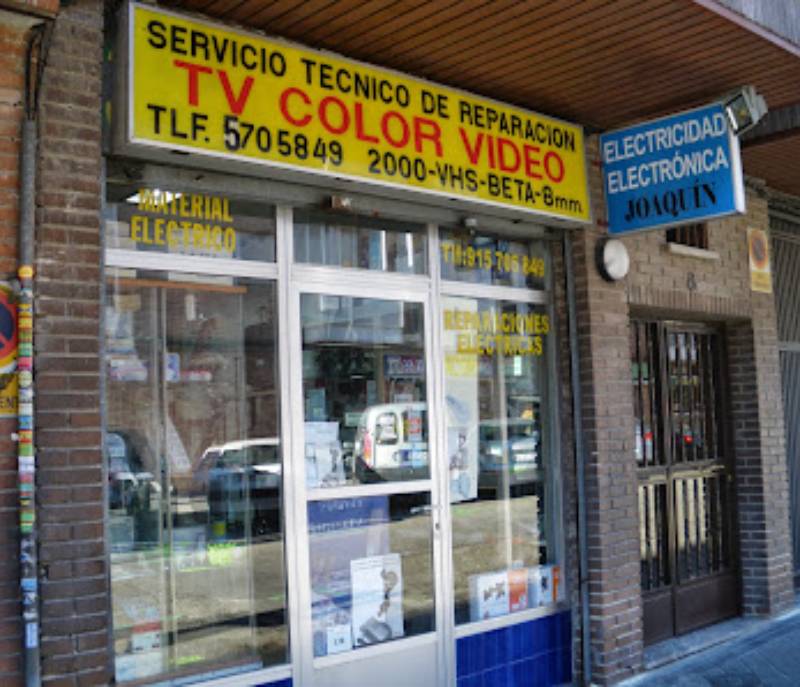 SERVICIO TECNICO DE REPARACION
TV COLOR VIDEO
TLF. 5705849 2000-VHS-BETA-8mm.
ELECTRICIDAD
ELECTRÓNICA
JOAQUÍN
MATERIAL
ELECTRICO
915 705 849
REPARACIONES
ELECTRICAS
8